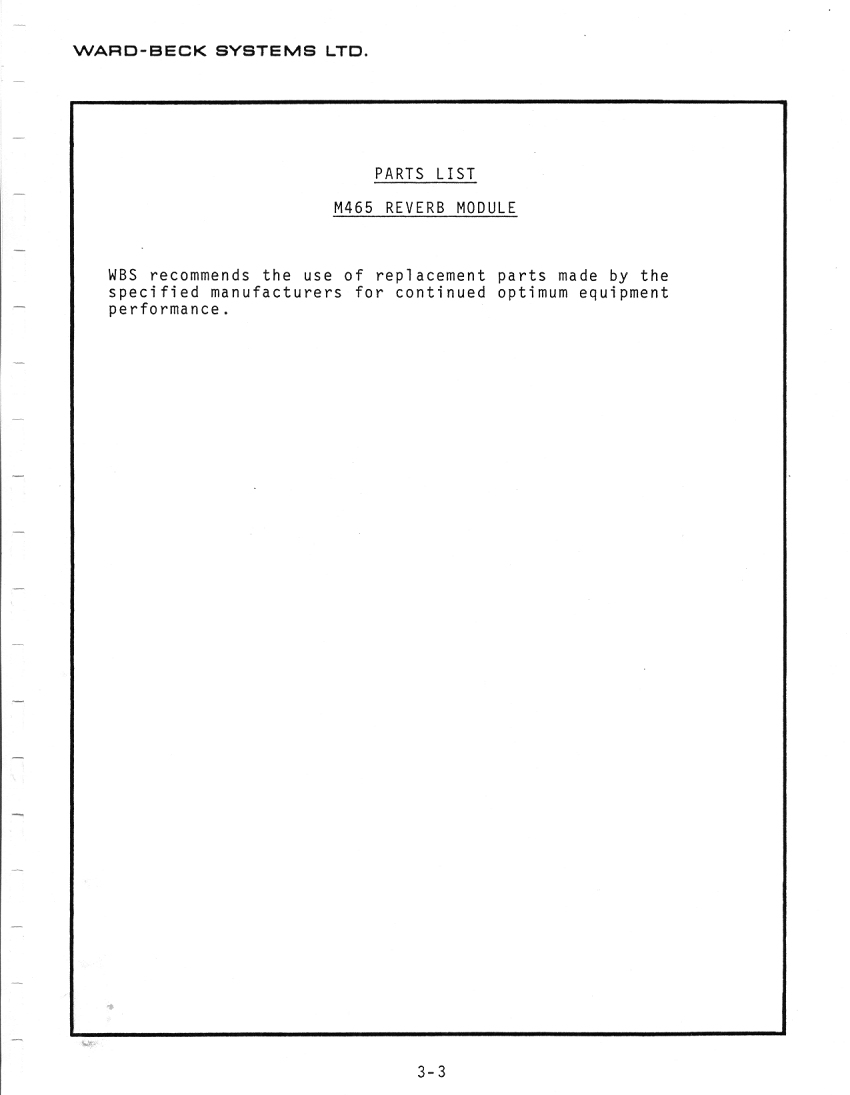 WARD-BECK SYSTEMS LTD.
PARTS LIST
M465 REVERB MODULE
WBS recommends the use of replacement parts made by the
specified manufacturers for continued optimum equipment
performance.
3-3